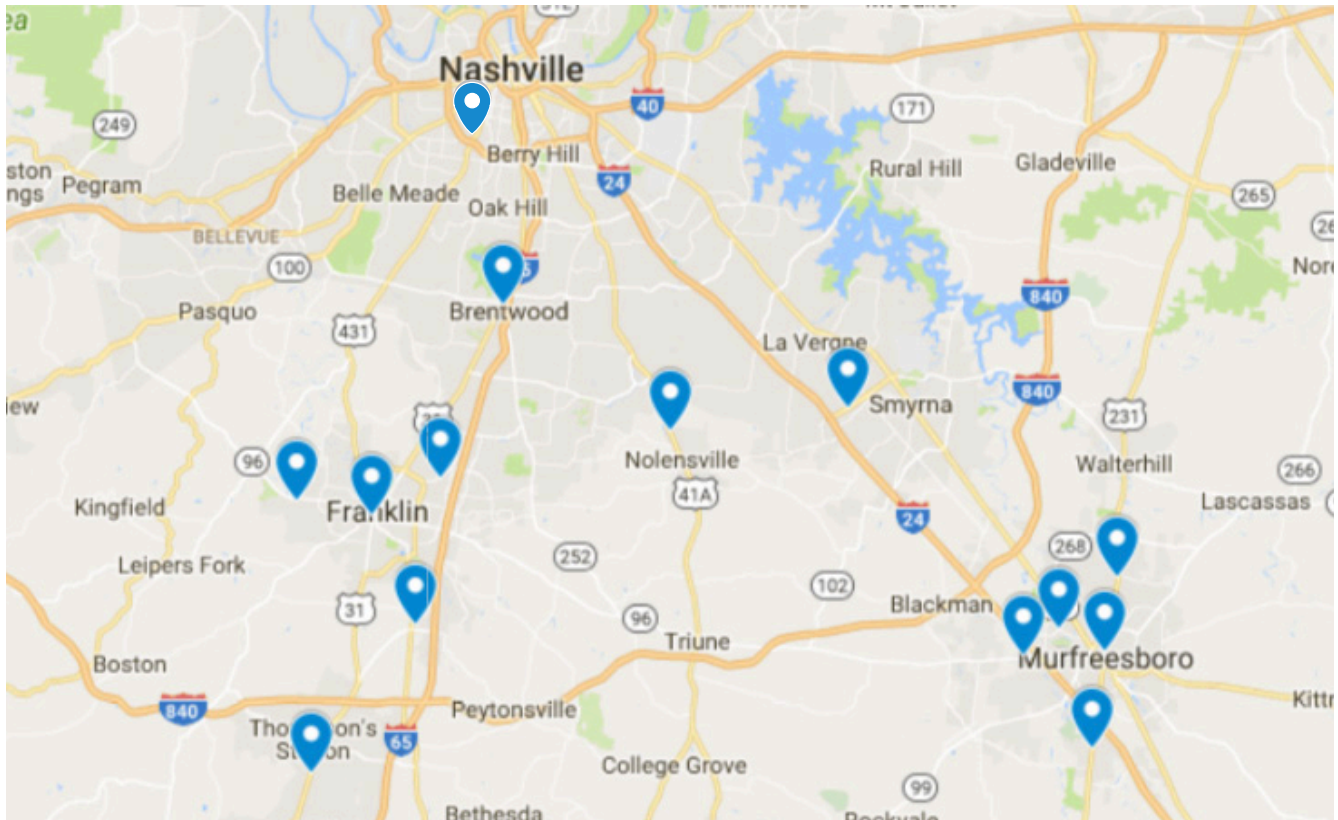 Nashville
40
171
249
Berry Hill
Gladeville
Rural Hill
24
Pegram
Belle Meade
265
Oak Hill
BELLEVUE
100
840
Pasquo
Brentwood
431
La Vergne
840
Smyrna
231
96
Nolensville
Walterhill
266
41A
Lascassas
Kingfield
Franklin
24
268
252
Leipers Fork
102
Blackman
31
96
Triune
Murfreesboro
Boston
840
Peytonsville
65
College Grove
99
Bethesda